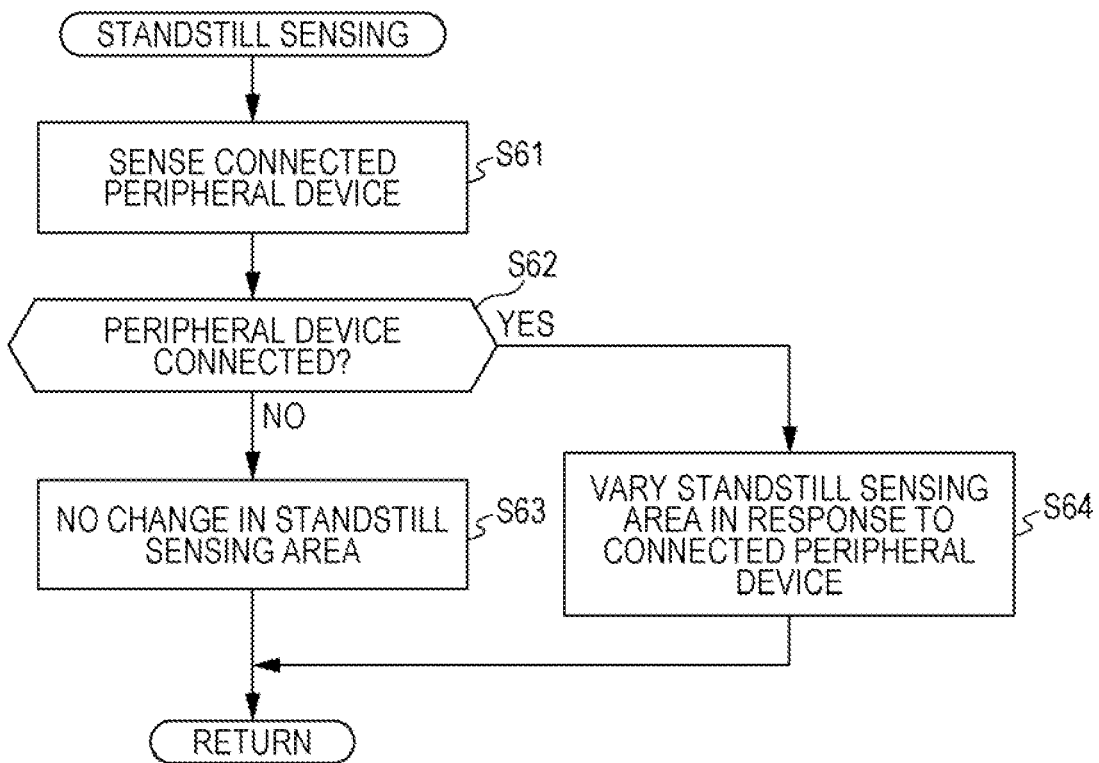 STANDSTILL SENSING
SENSE CONNECTED
PERIPHERAL DEVICE
S61
S62
PERIPHERAL DEVICE
CONNECTED?
YES
NO
NO CHANGE IN STANDSTILL
SENSING AREA
S63
VARY STANDSTILL SENSING
AREA IN RESPONSE TO
CONNECTED PERIPHERAL
DEVICE
S64
RETURN